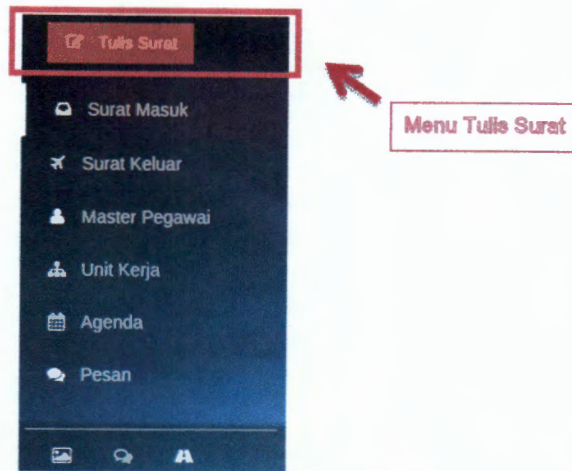 Tulis Surat
Menu Tulis Surat
Surat Masuk
Surat Keluar
Master Pegawai
Unit Kerja
Agenda
Pesan